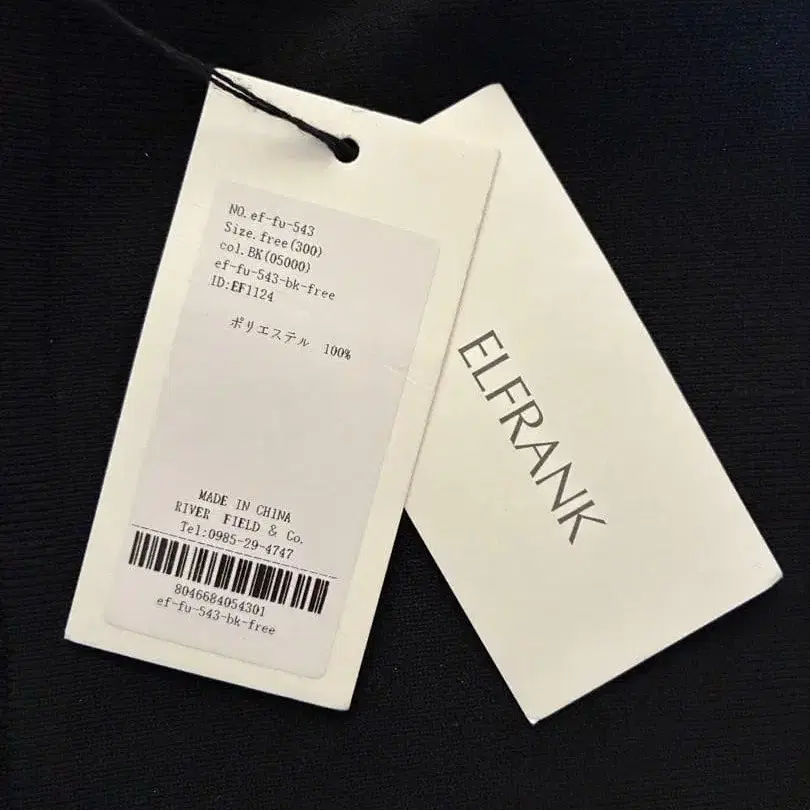 NO.ef-fu-543
Size.free(300)
col.BK(05000)
ef-fu-543-bk-free
ID:EF1124
ポリエステル 100%
MADE IN CHINA
RIVER FIELD & Co.
Tel:0985-29-4747
8046684054301
ef-fu-543-bk-free
ELFRANK